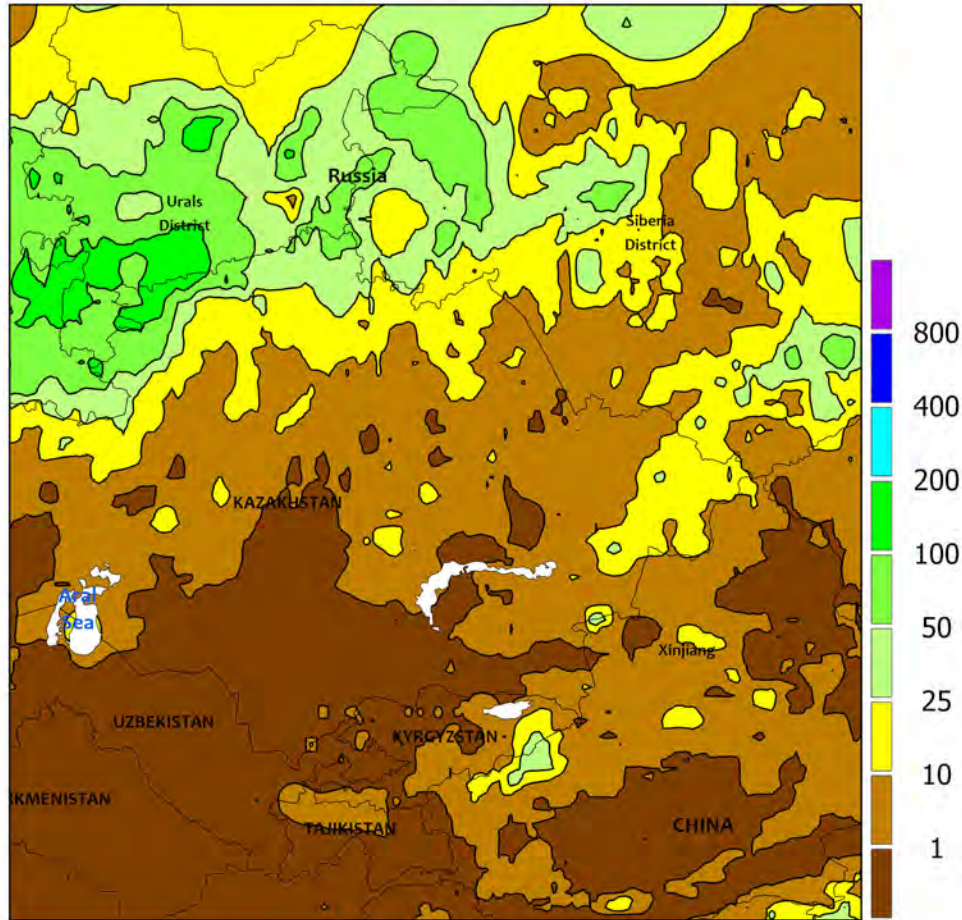 Russia
Urals
District
Siberia
District
800
400
200
100
50
25
10
1
KAZAKHSTAN
Aral
Sea
Xinjiang
UZBEKISTAN
KYRGYZSTAN
RKMENISTAN
TAJIKISTAN
CHINA